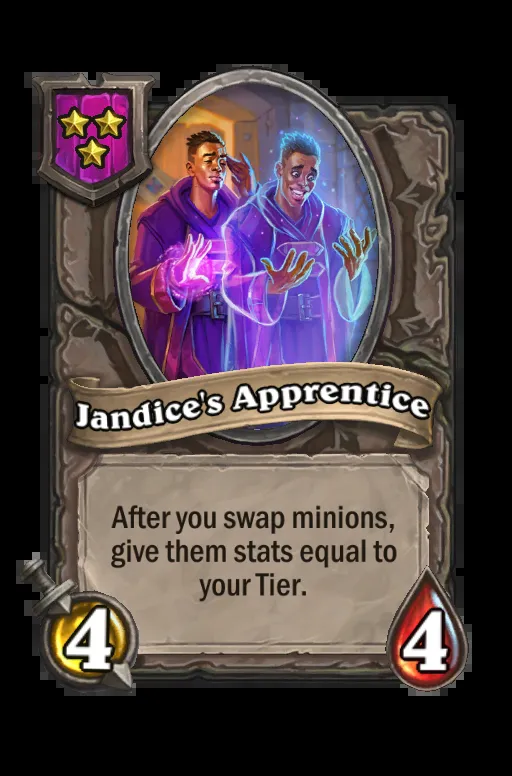 Jandice's Apprentice
After you swap minions,
give them stats equal to
your Tier.
4
4